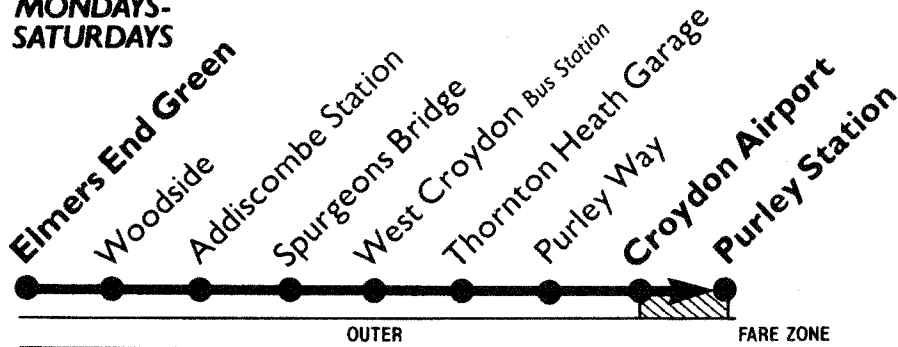 MONDAYS-
SATURDAYS
Elmers End Green
Woodside
Addiscombe Station
Spurgeons Bridge
West Croydon Bus Station
Thornton Heath Garage
Purley Way
Croydon Airport
Purley Station
OUTER
FARE ZONE